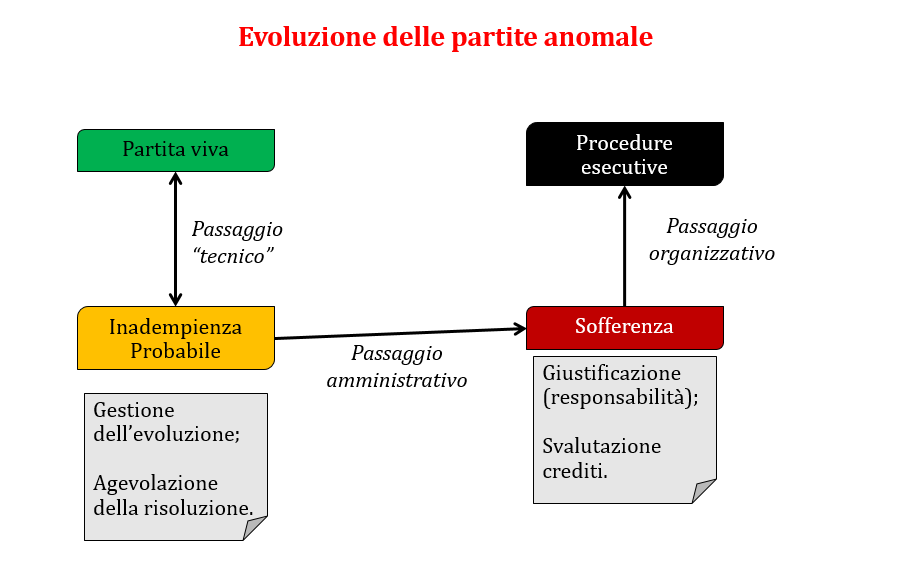 Evoluzione delle partite anomale
Partita viva
Procedure
esecutive
Passaggio
“tecnico”
Passaggio
organizzativo
Inadempienza
Probabile
Sofferenza
Passaggio
amministrativo
Gestione
dell’evoluzione;
Agevolazione
della risoluzione.
Giustificazione
(responsabilità);
Svalutazione
crediti.